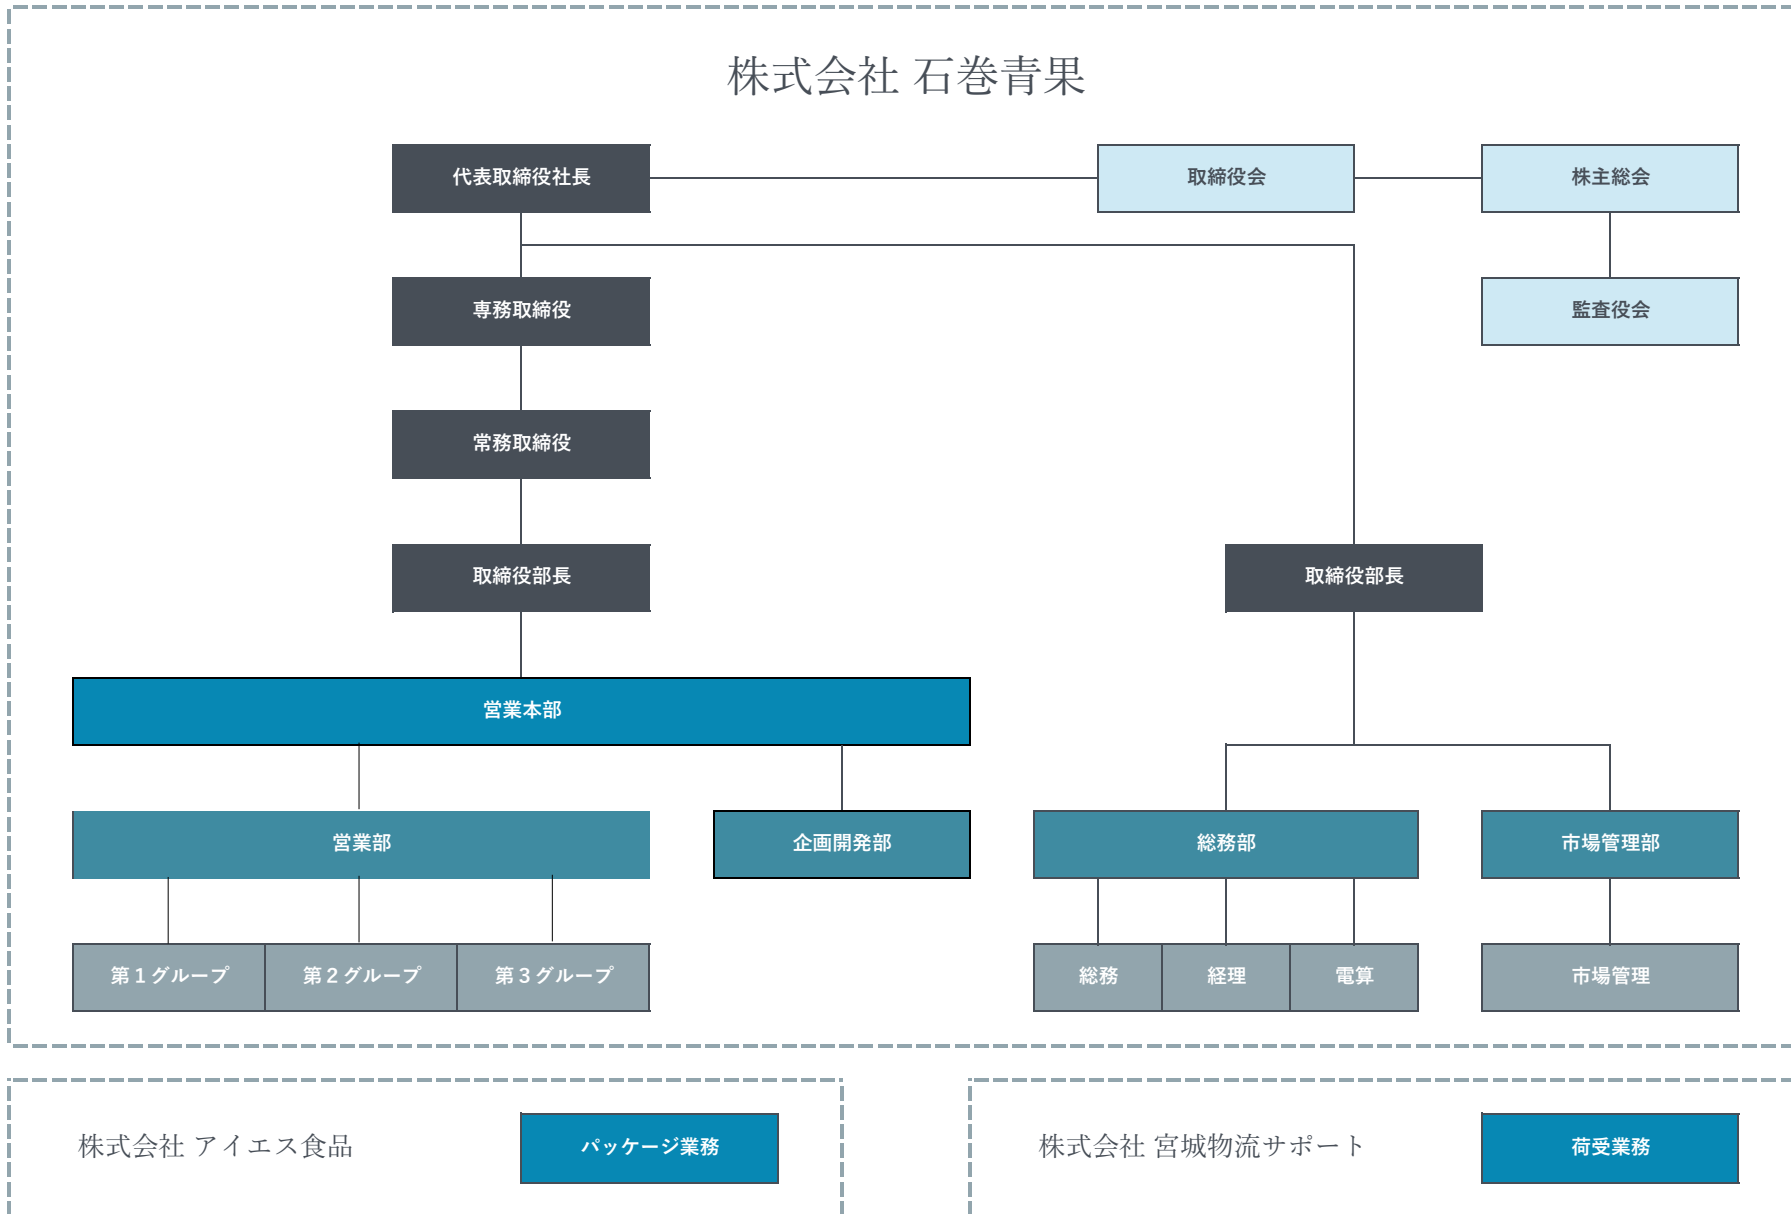 株式会社 石巻青果
代表取締役社長
取締役会
株主総会
専務取締役
監査役会
常務取締役
取締役部長
取締役部長
営業本部
営業部
企画開発部
総務部
市場管理部
第１グループ
第２グループ
第３グループ
総務
経理
電算
市場管理
株式会社 アイエス食品
パッケージ業務
株式会社 宮城物流サポート
荷受業務